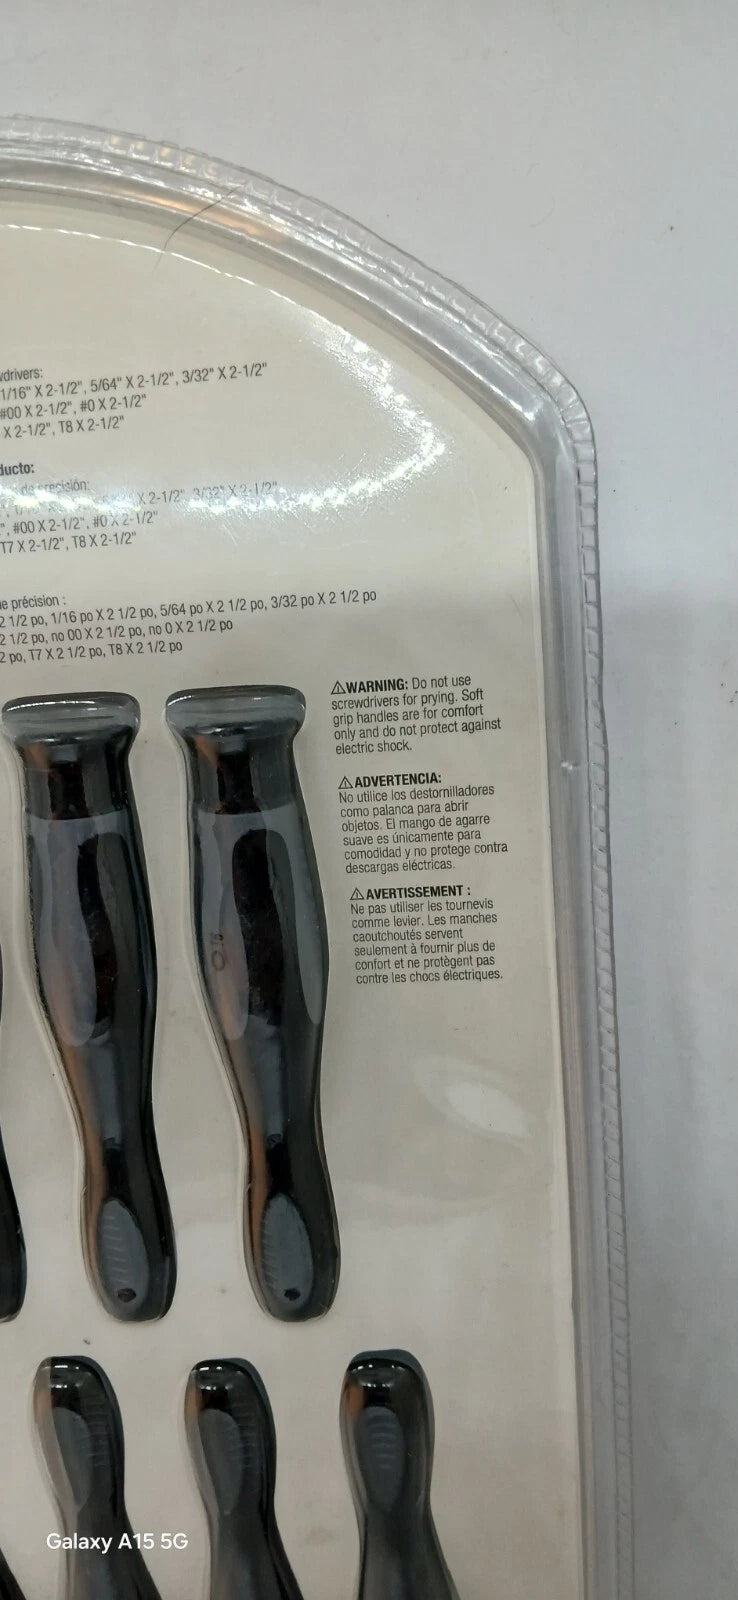 wdrivers:
1/16" X 2-1/2", 5/64" X 2-1/2", 3/32" X 2-1/2"
#00 X 2-1/2", #0 X 2-1/2"
X 2-1/2", T8 X 2-1/2"
ducto:
de precisión:
X 2-1/2", 3/32" X 2-1/2"
", #00 X 2-1/2", #0 X 2-1/2"
T7 X 2-1/2", T8 X 2-1/2"
e précision :
2 1/2 po, 1/16 po X 2 1/2 po, 5/64 po X 2 1/2 po, 3/32 po X 2 1/2 po
2 1/2 po, no 00 X 2 1/2 po, no 0 X 2 1/2 po
2 po, T7 X 2 1/2 po, T8 X 2 1/2 po
⚠WARNING: Do not use
screwdrivers for prying. Soft
grip handles are for comfort
only and do not protect against
electric shock.
⚠ADVERTENCIA:
No utilice los destornilladores
como palanca para abrir
objetos. El mango de agarre
suave es únicamente para
comodidad y no protege contra
descargas eléctricas.
⚠AVERTISSEMENT :
Ne pas utiliser les tournevis
comme levier. Les manches
caoutchoutés servent
seulement à fournir plus de
confort et ne protègent pas
contre les chocs électriques.
Galaxy A15 5G